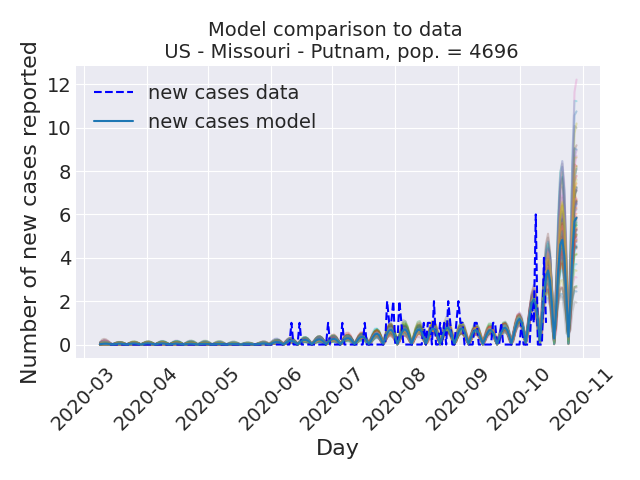 Model comparison to data
US - Missouri - Putnam, pop. = 4696
Number of new cases reported
12
10
8
6
4
2
0
new cases data
new cases model
2020-03
2020-04
2020-05
2020-06
2020-07
2020-08
2020-09
2020-10
2020-11
Day